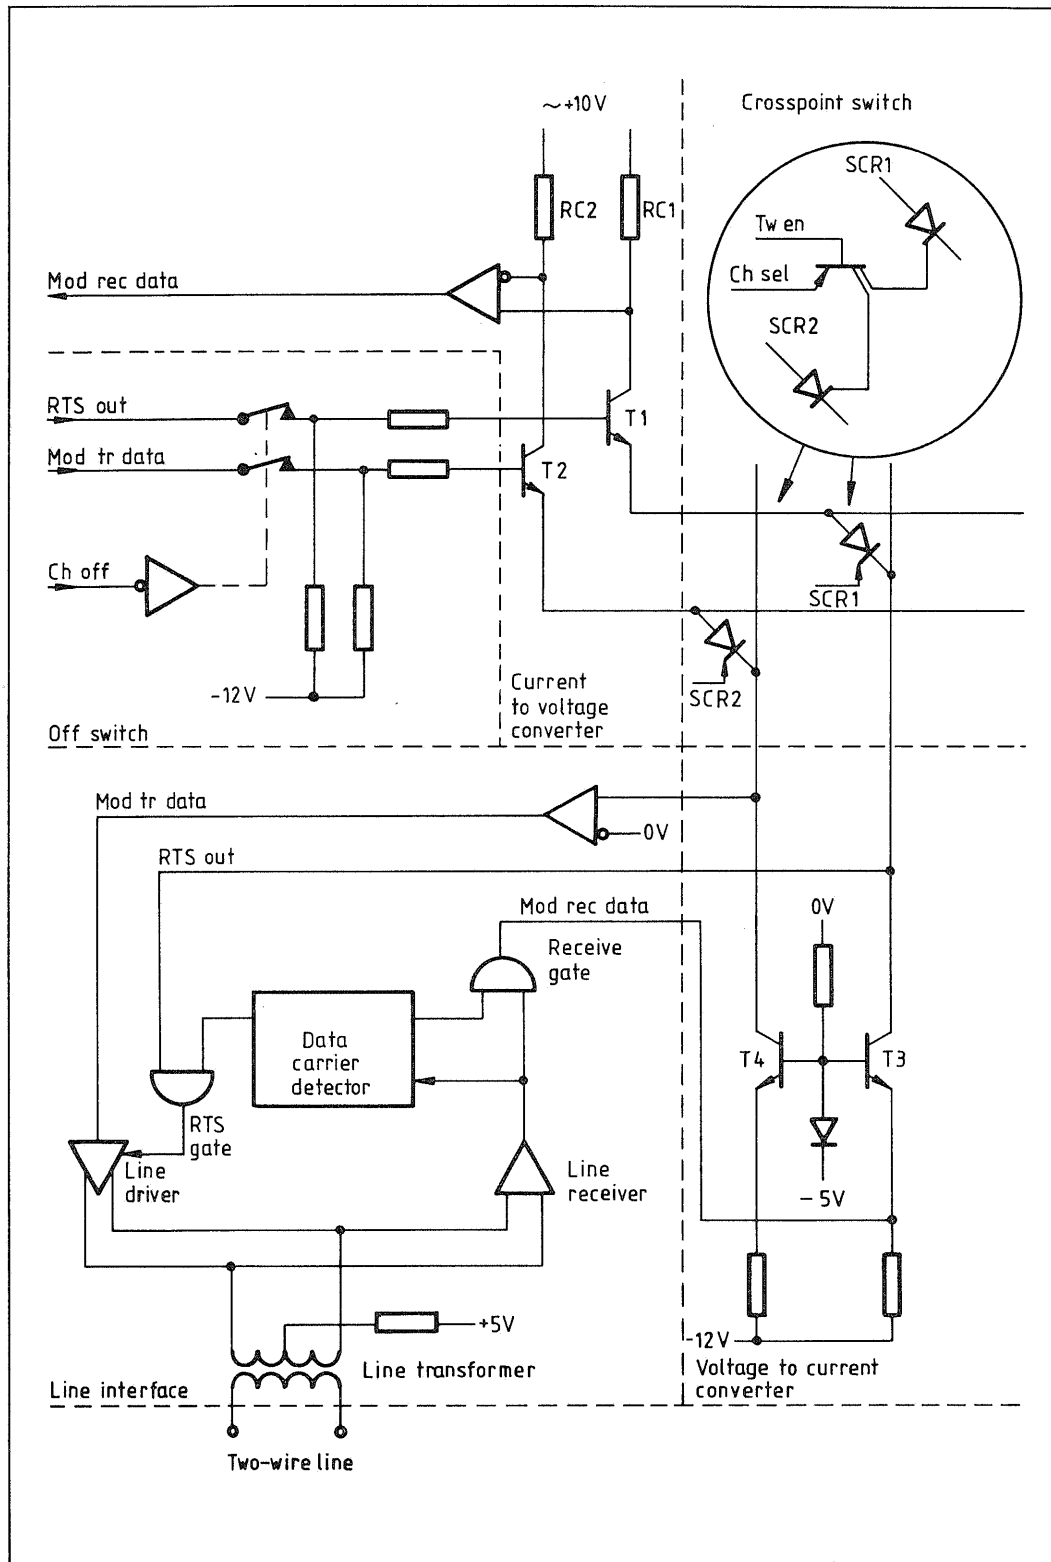 ~+10V
Crosspoint switch
SCR1
RC2
RC1
Tw en
Mod rec data
Ch sel
SCR2
RTS out
T1
Mod tr data
T2
Ch off
SCR1
-12V
Current
to voltage
converter
SCR2
Off switch
Mod tr data
0V
RTS out
Mod rec data
0V
Receive
gate
Data
carrier
detector
T4
T3
RTS
gate
Line
driver
Line
receiver
-5V
+5V
-12V
Line transformer
Voltage to current
converter
Line interface
Two-wire line